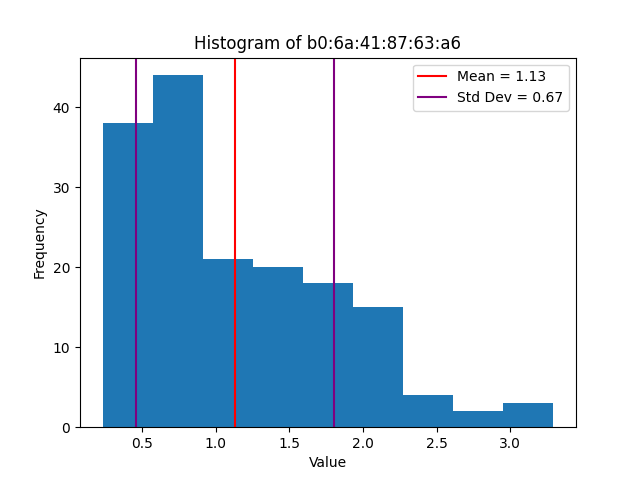 Histogram of b0:6a:41:87:63:a6
Mean = 1.13
Std Dev = 0.67
Frequency
40
30
20
10
0
0.5 1.0 1.5 2.0 2.5 3.0
Value